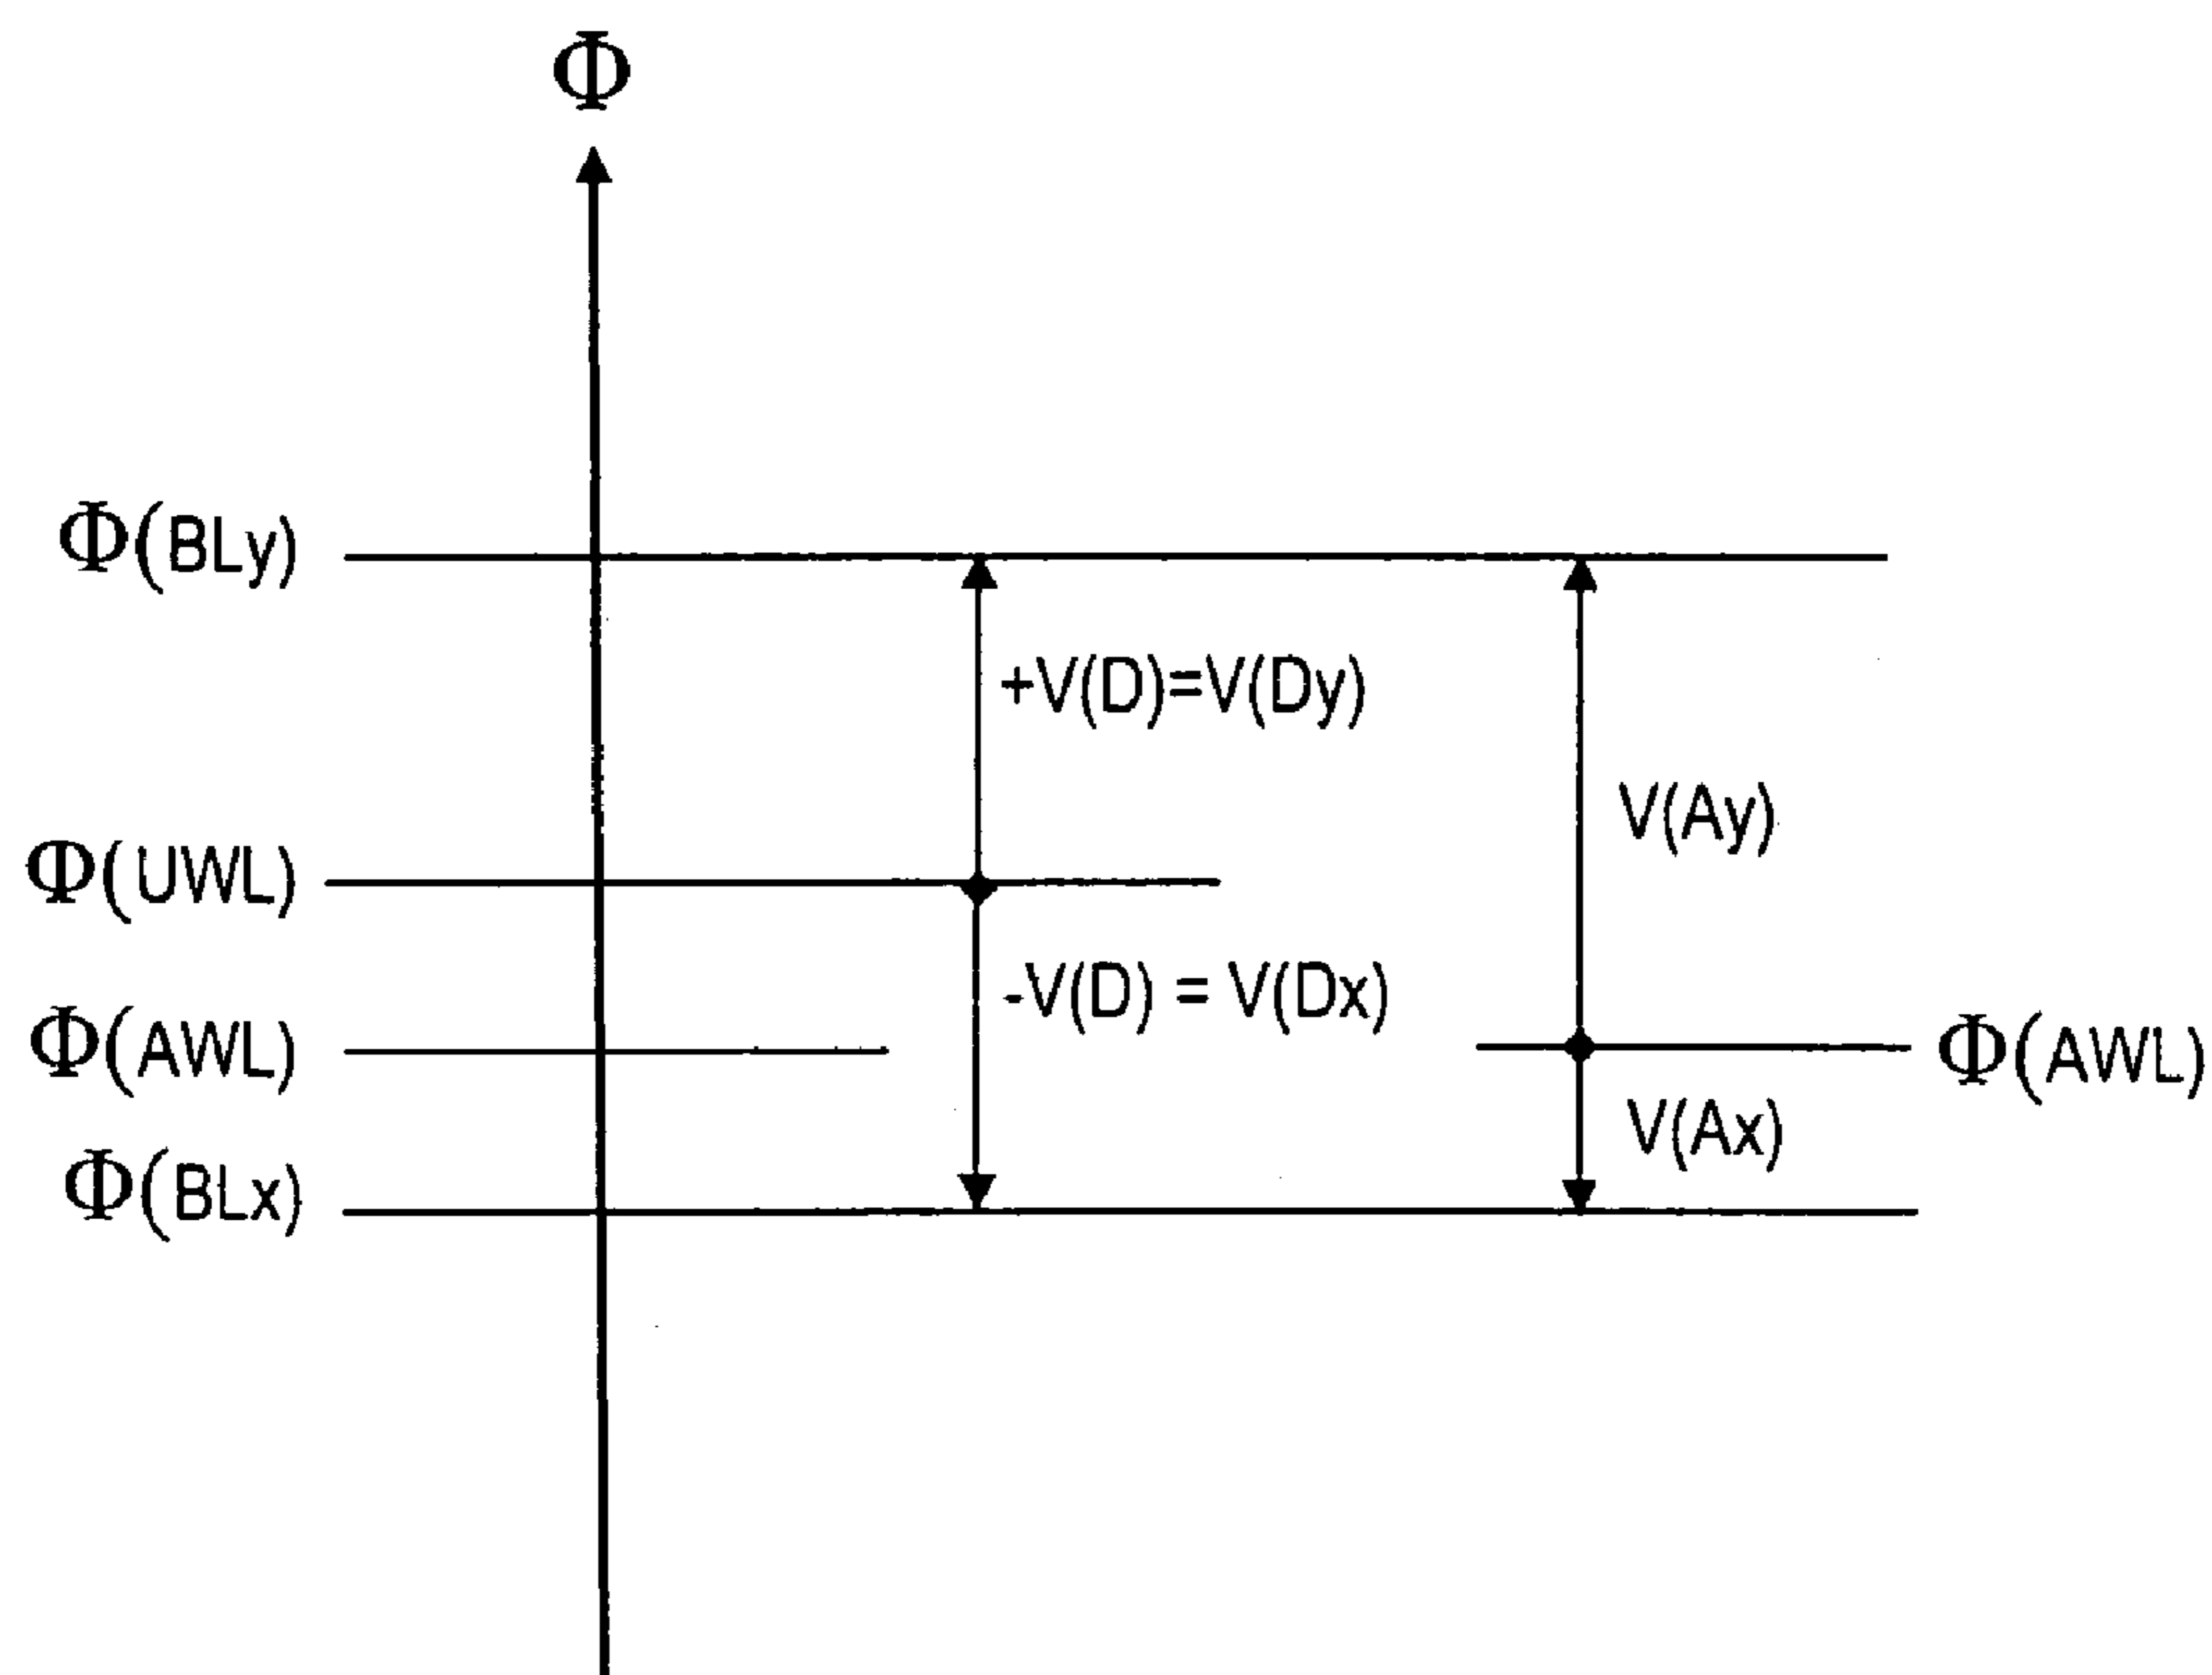 Φ
Φ(BLy)
+V(D)=V(Dy)
V(Ay)
Φ(UWL)
-V(D) = V(Dx)
Φ(AWL)
Φ(AWL)
V(Ax)
Φ(BLx)